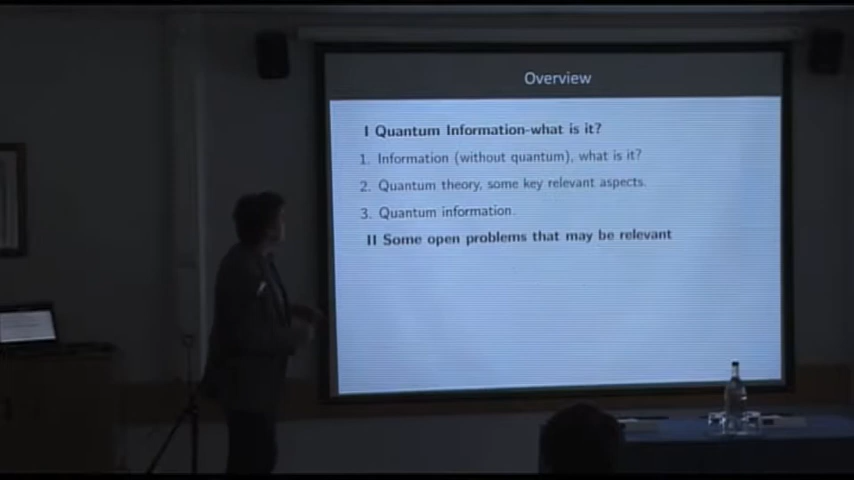 Overview
I Quantum Information-what is it?
1. Information (without quantum), what is it?
2. Quantum theory, some key relevant aspects.
3. Quantum information.
II Some open problems that may be relevant